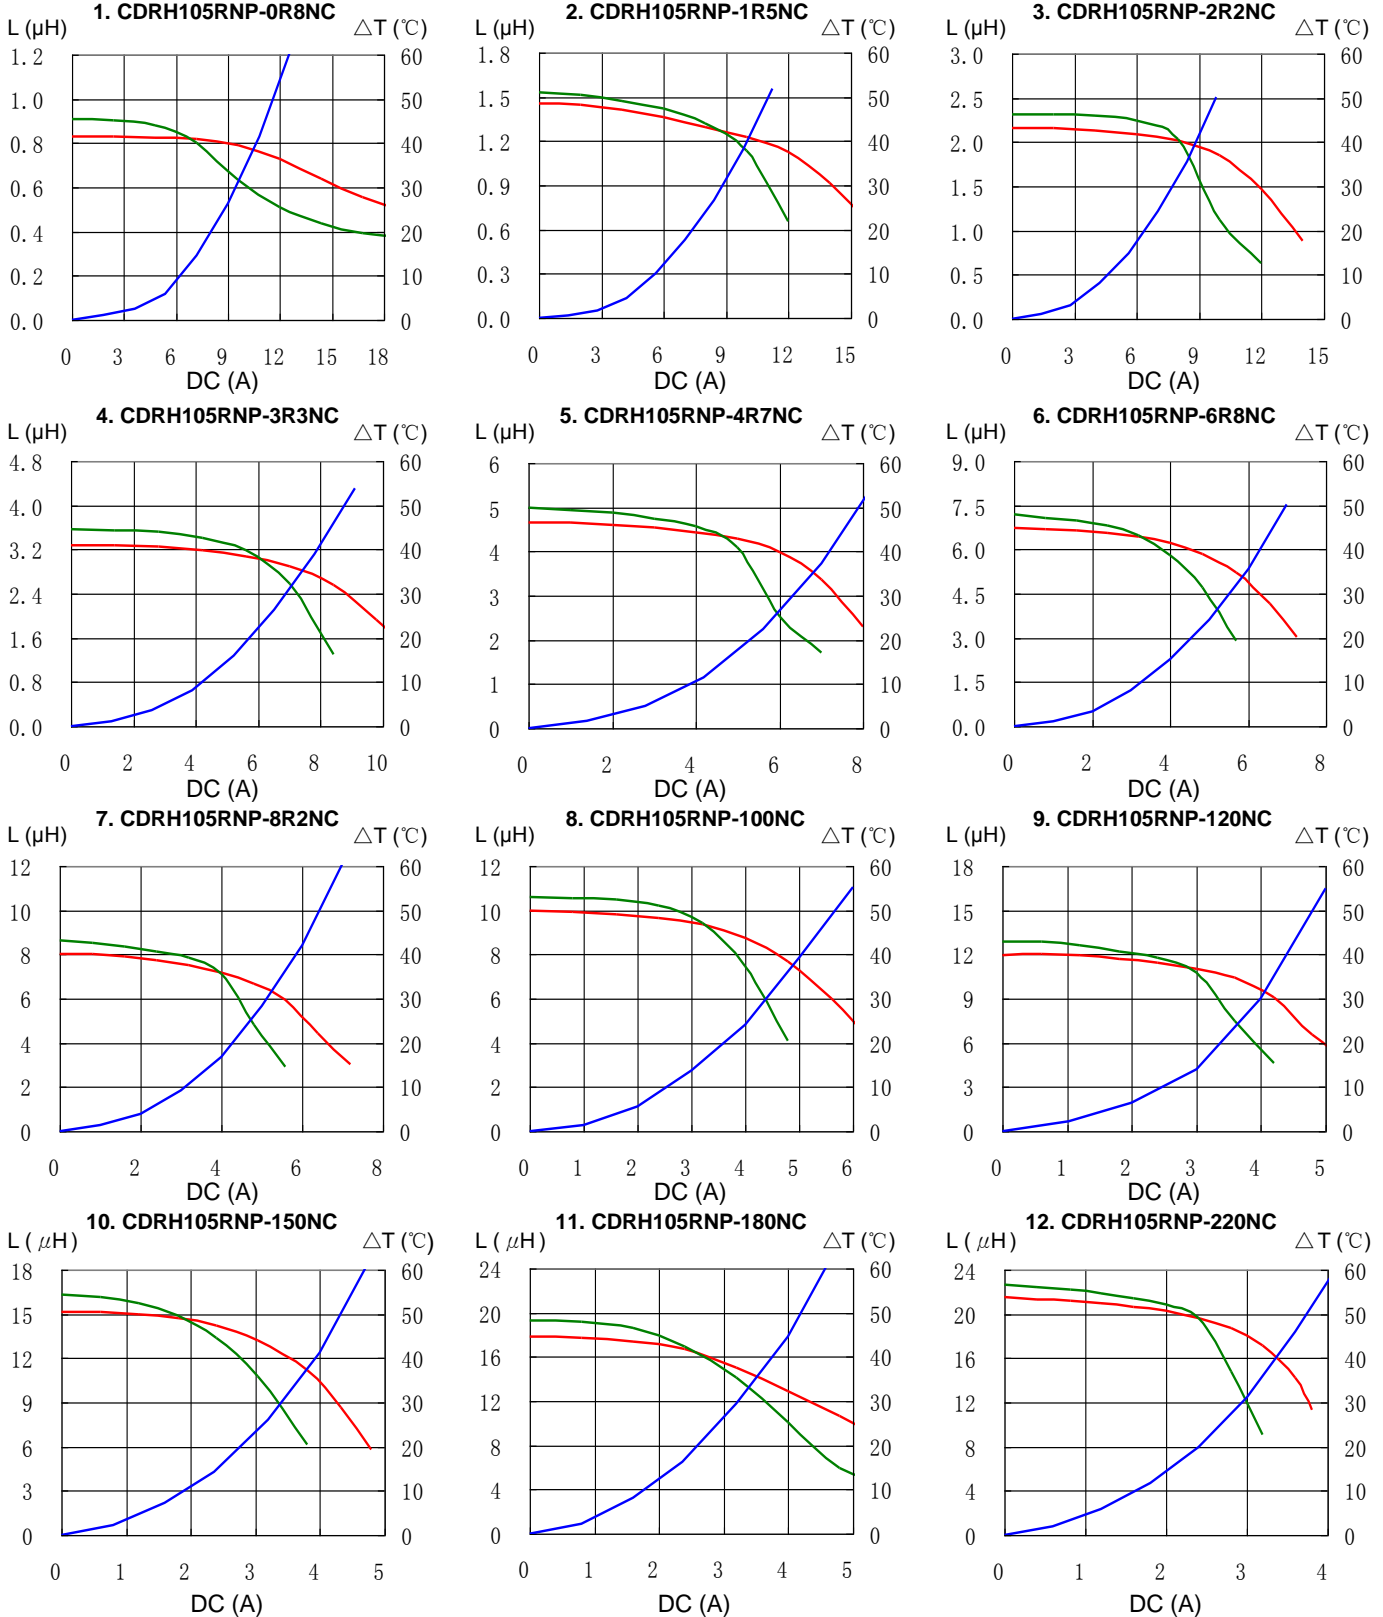 1. CDRH105RNP-0R8NC
L (µH)
△T (℃)
1.2
1.0
0.8
0.6
0.4
0.2
0.0
60
50
40
30
20
10
0
0 3 6 9 12 15 18
DC (A)
2. CDRH105RNP-1R5NC
L (µH)
△T (℃)
1.8
1.5
1.2
0.9
0.6
0.3
0.0
60
50
40
30
20
10
0
0 3 6 9 12 15
DC (A)
3. CDRH105RNP-2R2NC
L (µH)
△T (℃)
3.0
2.5
2.0
1.5
1.0
0.5
0.0
60
50
40
30
20
10
0
0 3 6 9 12 15
DC (A)
4. CDRH105RNP-3R3NC
L (µH)
△T (℃)
4.8
4.0
3.2
2.4
1.6
0.8
0.0
60
50
40
30
20
10
0
0 2 4 6 8 10
DC (A)
5. CDRH105RNP-4R7NC
L (µH)
△T (℃)
6
5
4
3
2
1
0
60
50
40
30
20
10
0
0 2 4 6 8
DC (A)
6. CDRH105RNP-6R8NC
L (µH)
△T (℃)
9.0
7.5
6.0
4.5
3.0
1.5
0.0
60
50
40
30
20
10
0
0 2 4 6 8
DC (A)
7. CDRH105RNP-8R2NC
L (µH)
△T (℃)
12
10
8
6
4
2
0
60
50
40
30
20
10
0
0 2 4 6 8
DC (A)
8. CDRH105RNP-100NC
L (µH)
△T (℃)
12
10
8
6
4
2
0
60
50
40
30
20
10
0
0 1 2 3 4 5 6
DC (A)
9. CDRH105RNP-120NC
L (µH)
△T (℃)
18
15
12
9
6
3
0
60
50
40
30
20
10
0
0 1 2 3 4 5
DC (A)
10. CDRH105RNP-150NC
L ( μH)
△T (℃)
18
15
12
9
6
3
0
60
50
40
30
20
10
0
0 1 2 3 4 5
DC (A)
11. CDRH105RNP-180NC
L ( μH)
△T (℃)
24
20
16
12
8
4
0
60
50
40
30
20
10
0
0 1 2 3 4 5
DC (A)
12. CDRH105RNP-220NC
L ( μH)
△T (℃)
24
20
16
12
8
4
0
60
50
40
30
20
10
0
0 1 2 3 4
DC (A)